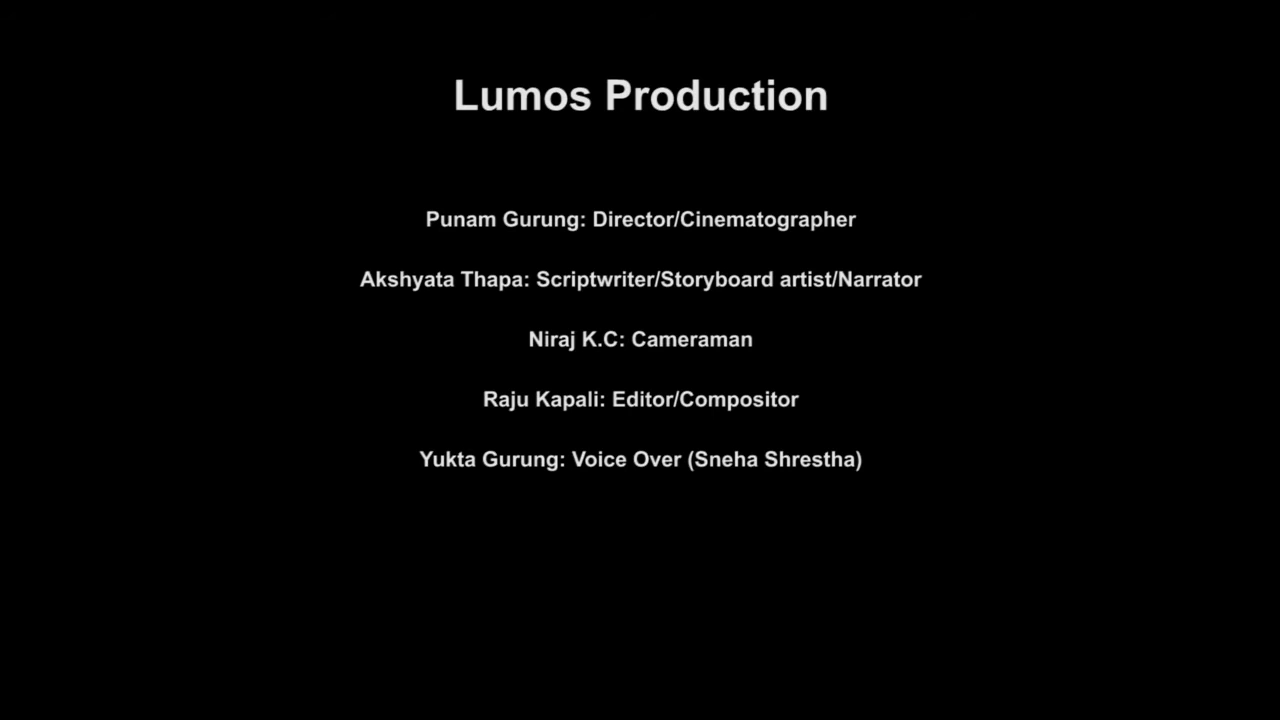 Lumos Production
Punam Gurung: Director/Cinematographer
Akshyata Thapa: Scriptwriter/Storyboard artist/Narrator
Niraj K.C: Cameraman
Raju Kapali: Editor/Compositor
Yukta Gurung: Voice Over (Sneha Shrestha)